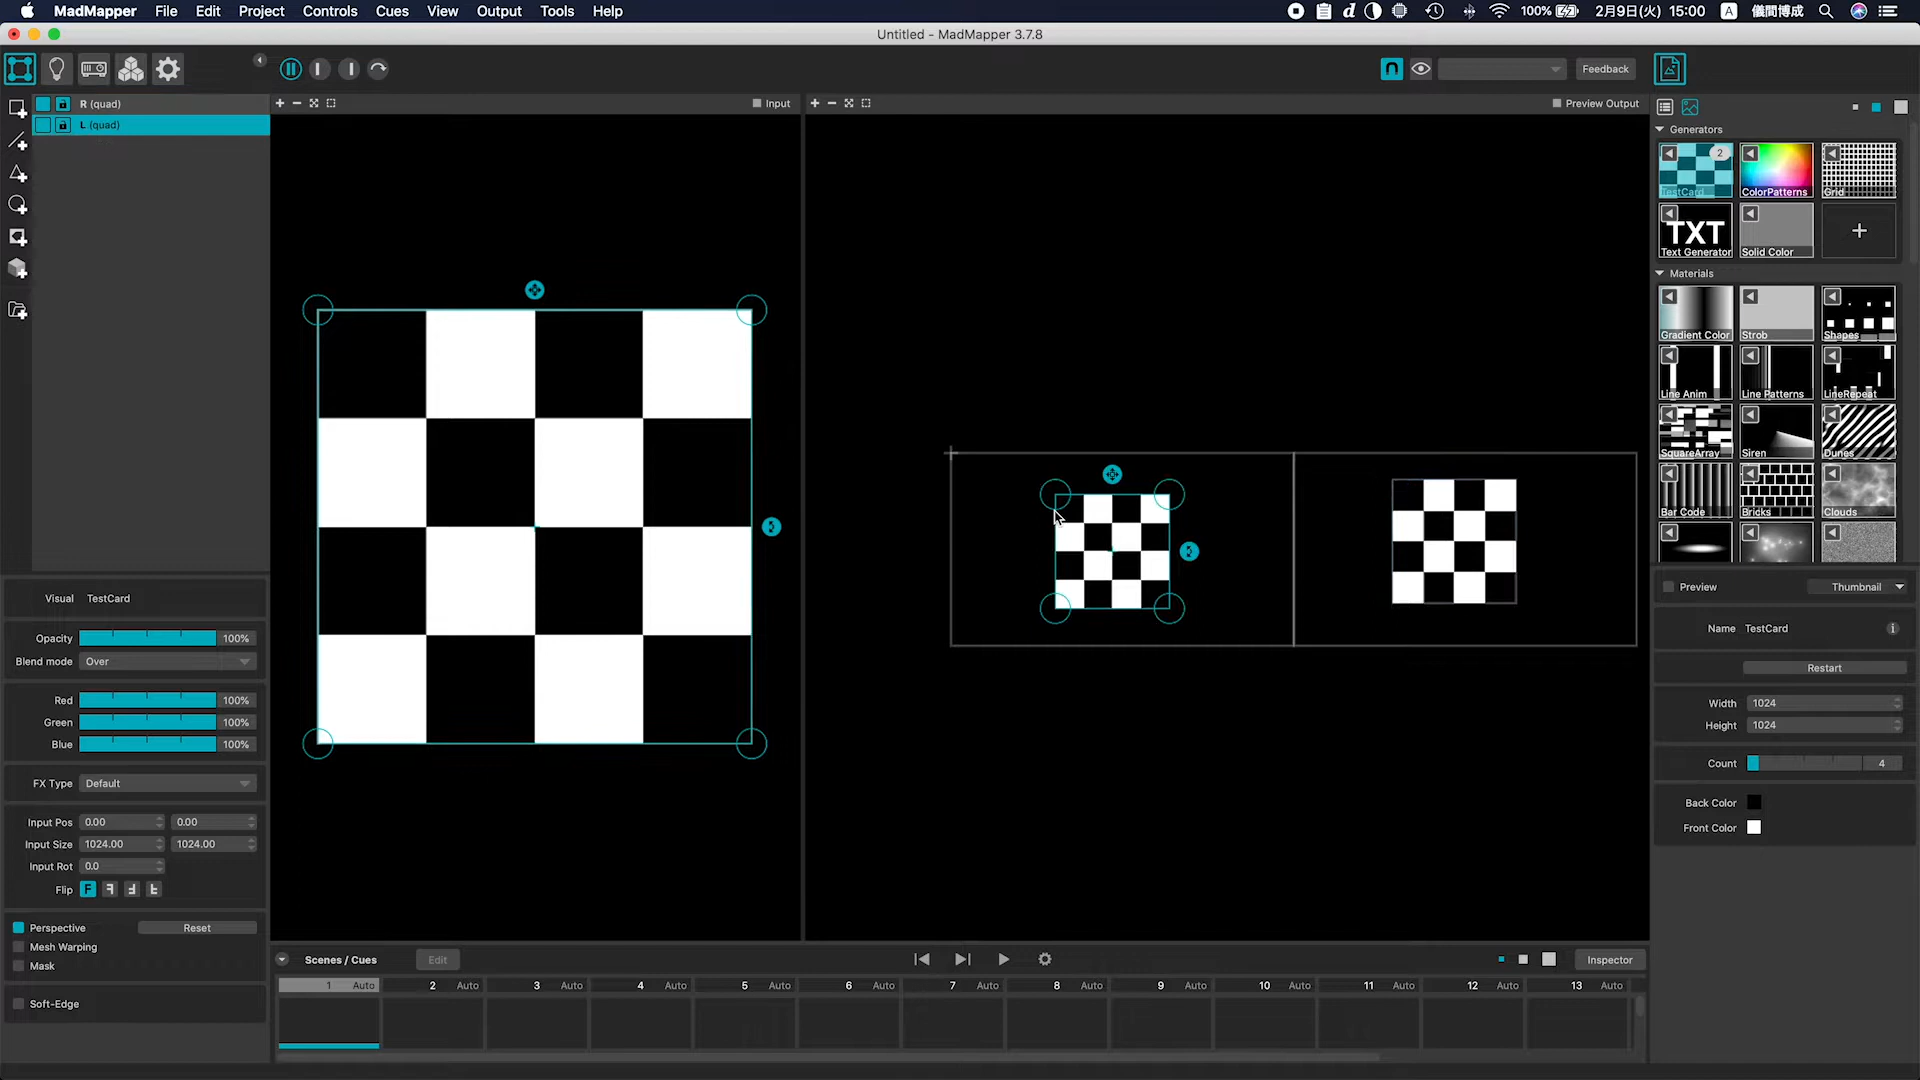 MadMapper File Edit Project Controls Cues View Output Tools Help
100% 2月9日(火) 15:00 A 儀間博成
Untitled - MadMapper 3.7.8
Feedback
R (quad)
L (quad)
Input
Preview Output
Generators
2
TestCard
ColorPatterns
Grid
TXT
Text Generator
Solid Color
Materials
Gradient Color
Strob
Shapes
Line Anim
Line Patterns
LineRepeat
SquareArray
Siren
Dunes
Bar Code
Bricks
Clouds
Visual TestCard
Opacity 100%
Blend mode Over
Red 100%
Green 100%
Blue 100%
FX Type Default
Input Pos 0.00 0.00
Input Size 1024.00 1024.00
Input Rot 0.0
Flip
Perspective Reset
Mesh Warping
Mask
Soft-Edge
Preview Thumbnail
Name TestCard
Restart
Width 1024
Height 1024
Count 4
Back Color
Front Color
Scenes / Cues Edit Inspector
1 Auto 2 Auto 3 Auto 4 Auto 5 Auto 6 Auto 7 Auto 8 Auto 9 Auto 10 Auto 11 Auto 12 Auto 13 Auto